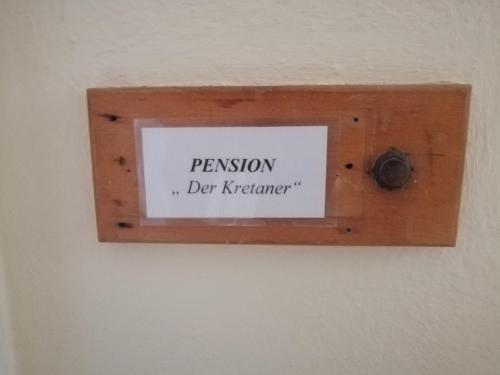 PENSION
„ Der Kretaner“